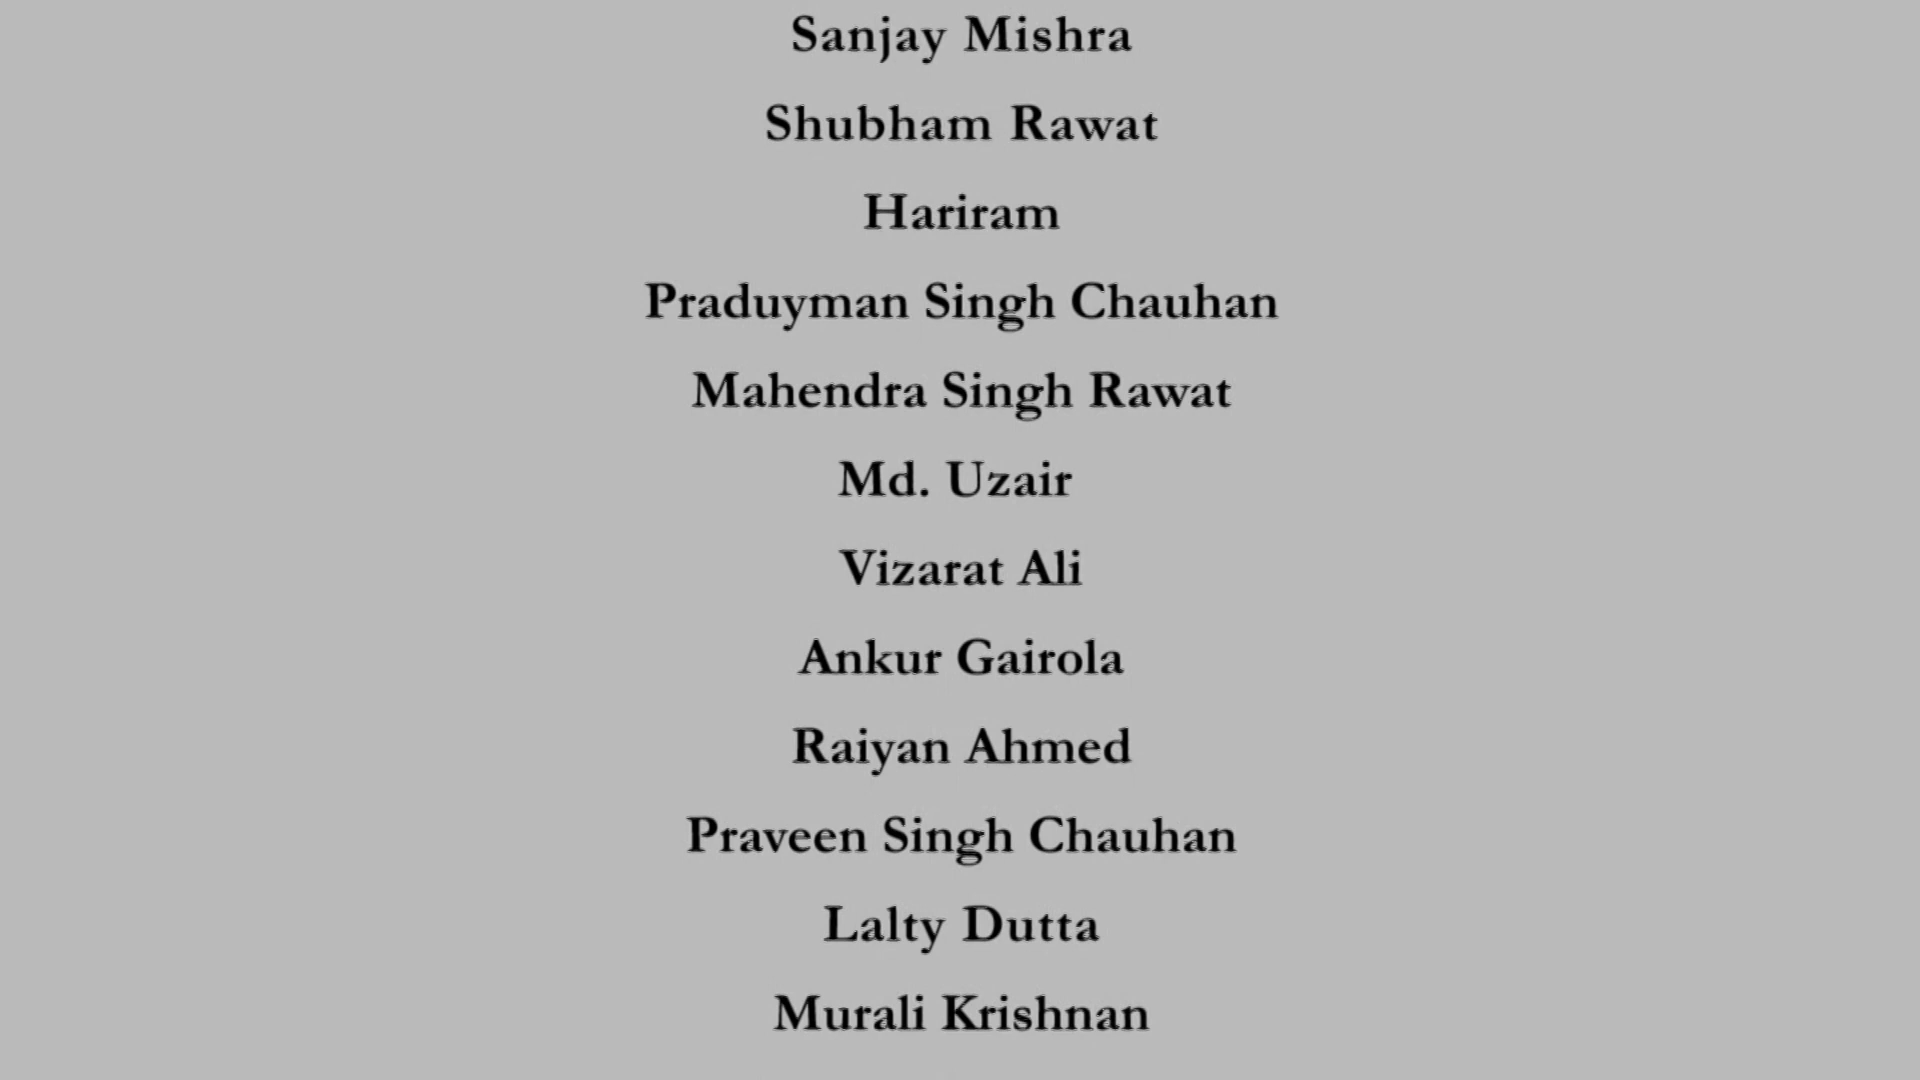 Sanjay Mishra
Shubham Rawat
Hariram
Praduyman Singh Chauhan
Mahendra Singh Rawat
Md. Uzair
Vizarat Ali
Ankur Gairola
Raiyan Ahmed
Praveen Singh Chauhan
Lalty Dutta
Murali Krishnan